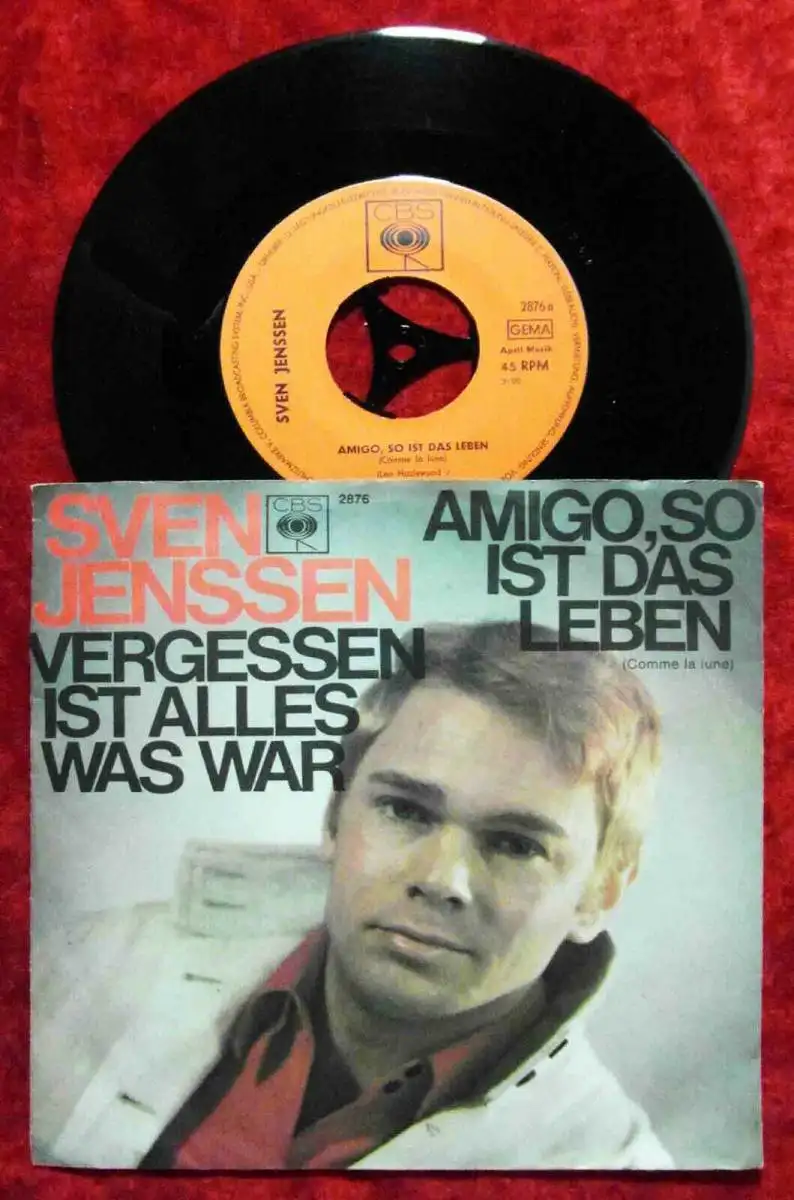 CBS
2876
GEMA
April Musik
45 RPM
SVEN JENSSEN
AMIGO, SO IST DAS LEBEN
(Comme la lune)
SVEN
JENSSEN
CBS
2876
VERGESSEN
IST ALLES
WAS WAR
AMIGO, SO
IST DAS
LEBEN
(Comme la lune)